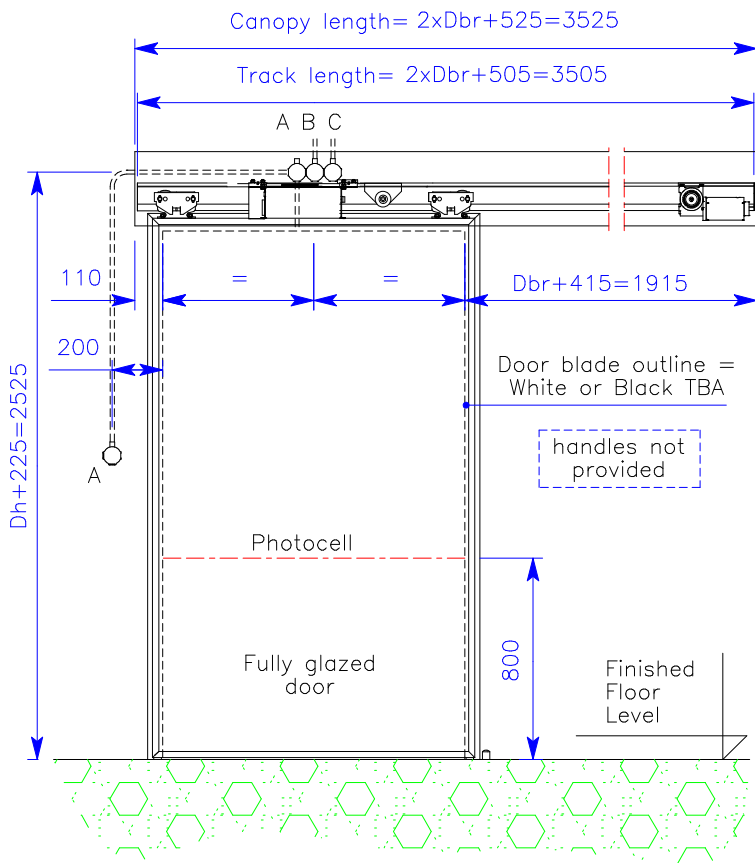 Canopy length= 2xDbr+525=3525
Track length= 2xDbr+505=3505
A B C
110
=
=
Dbr+415=1915
200
Dh+225=2525
Door blade outline =
White or Black TBA
handles not
provided
A
Photocell
800
Fully glazed
door
Finished
Floor
Level